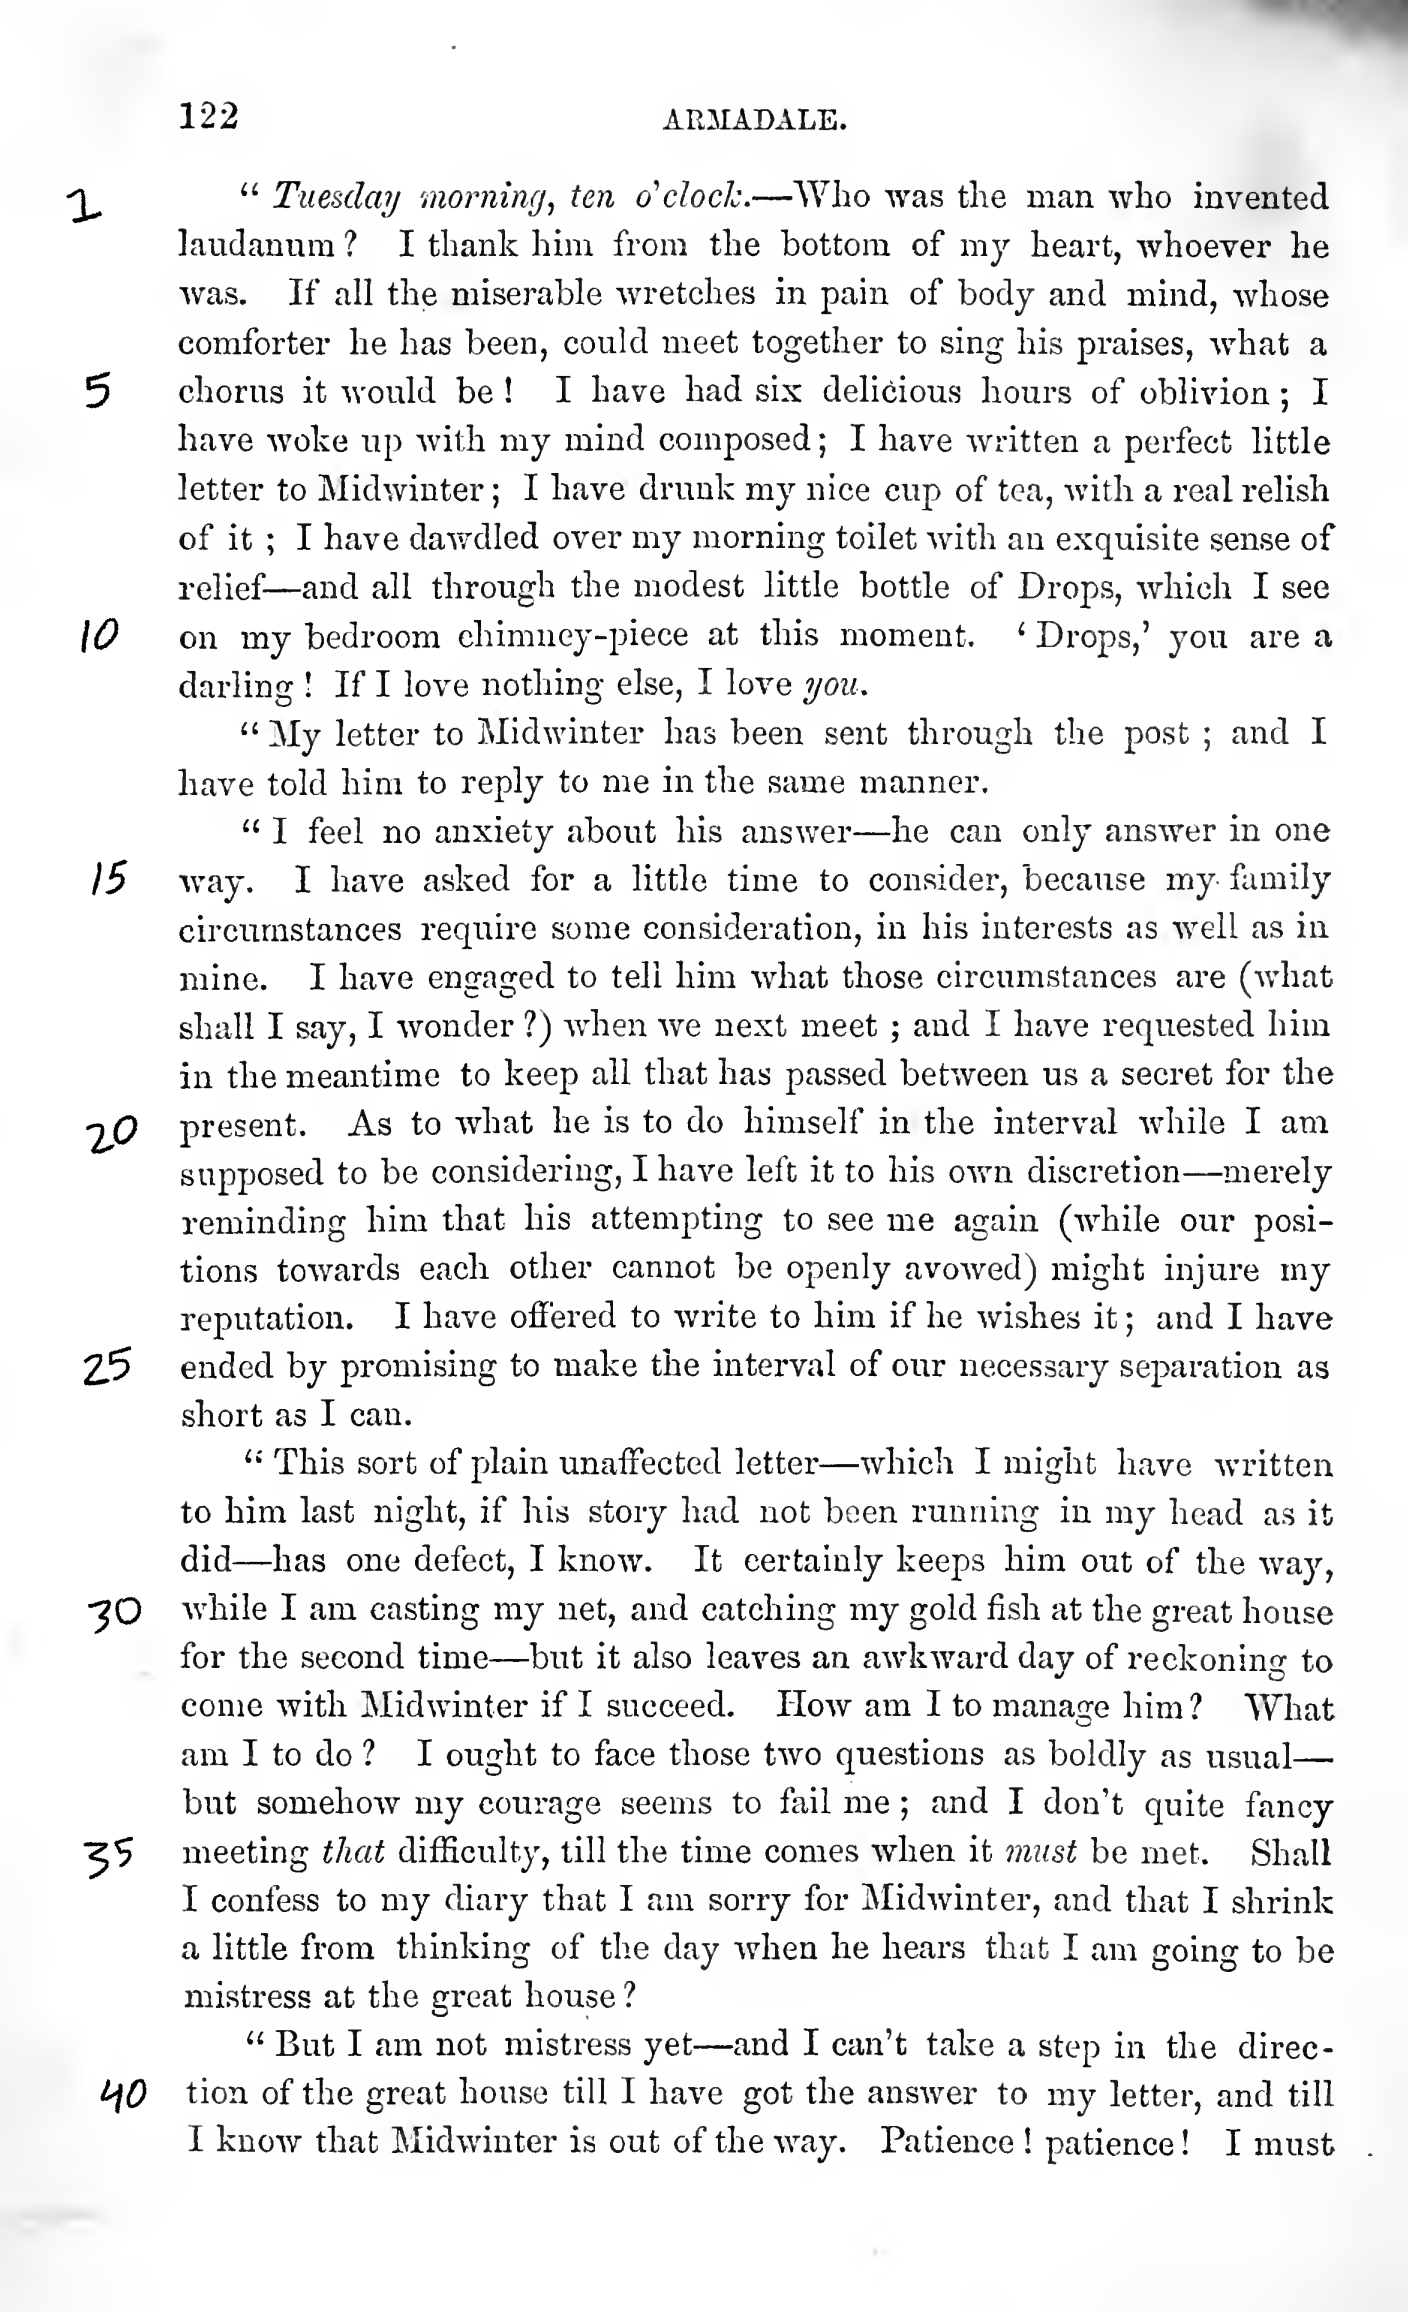 122 ARMADALE.
1 “ Tuesday morning, ten o'clock.—Who was the man who invented
laudanum ? I thank him from the bottom of my heart, whoever he
was. If all the miserable wretches in pain of body and mind, whose
comforter he has been, could meet together to sing his praises, what a
5 chorus it would be ! I have had six delicious hours of oblivion ; I
have woke up with my mind composed ; I have written a perfect little
letter to Midwinter ; I have drunk my nice cup of tea, with a real relish
of it ; I have dawdled over my morning toilet with an exquisite sense of
relief—and all through the modest little bottle of Drops, which I see
10 on my bedroom chimney-piece at this moment. ‘ Drops,’ you are a
darling ! If I love nothing else, I love you.
“ My letter to Midwinter has been sent through the post ; and I
have told him to reply to me in the same manner.
“ I feel no anxiety about his answer—he can only answer in one
15 way. I have asked for a little time to consider, because my family
circumstances require some consideration, in his interests as well as in
mine. I have engaged to tell him what those circumstances are (what
shall I say, I wonder ?) when we next meet ; and I have requested him
in the meantime to keep all that has passed between us a secret for the
20 present. As to what he is to do himself in the interval while I am
supposed to be considering, I have left it to his own discretion—merely
reminding him that his attempting to see me again (while our posi-
tions towards each other cannot be openly avowed) might injure my
reputation. I have offered to write to him if he wishes it ; and I have
25 ended by promising to make the interval of our necessary separation as
short as I can.
“ This sort of plain unaffected letter—which I might have written
to him last night, if his story had not been running in my head as it
did—has one defect, I know. It certainly keeps him out of the way,
30 while I am casting my net, and catching my gold fish at the great house
for the second time—but it also leaves an awkward day of reckoning to
come with Midwinter if I succeed. How am I to manage him ? What
am I to do ? I ought to face those two questions as boldly as usual—
but somehow my courage seems to fail me ; and I don’t quite fancy
35 meeting that difficulty, till the time comes when it must be met. Shall
I confess to my diary that I am sorry for Midwinter, and that I shrink
a little from thinking of the day when he hears that I am going to be
mistress at the great house ?
“ But I am not mistress yet—and I can’t take a step in the direc-
40 tion of the great house till I have got the answer to my letter, and till
I know that Midwinter is out of the way. Patience ! patience ! I must